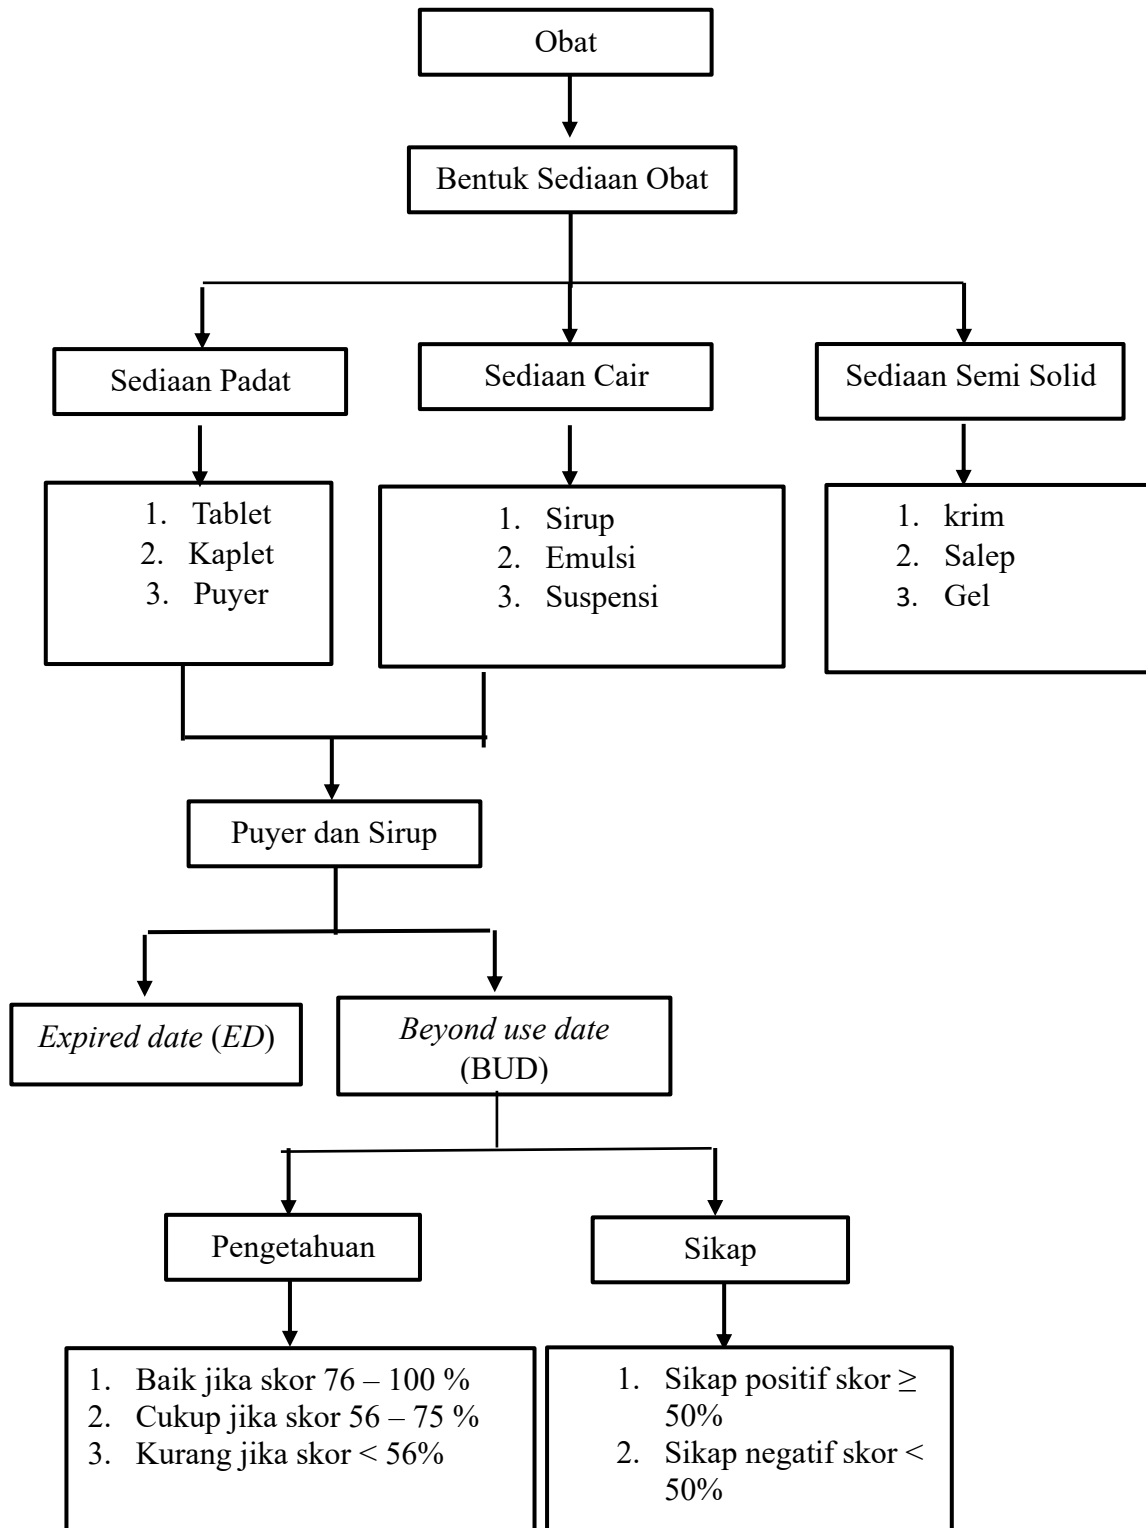 Obat
Bentuk Sediaan Obat
Sediaan Padat
Sediaan Cair
Sediaan Semi Solid
1. Tablet
2. Kaplet
3. Puyer
1. Sirup
2. Emulsi
3. Suspensi
1. krim
2. Salep
3. Gel
Puyer dan Sirup
Expired date (ED)
Beyond use date
(BUD)
Pengetahuan
Sikap
1. Baik jika skor 76 – 100 %
2. Cukup jika skor 56 – 75 %
3. Kurang jika skor < 56%
1. Sikap positif skor ≥
50%
2. Sikap negatif skor <
50%